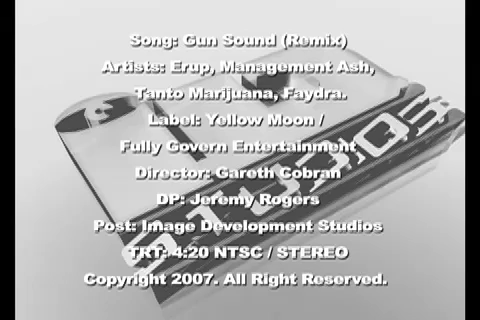 Song: Gun Sound (Remix)
Artists: Erup, Management Ash,
Tanto Marijuana, Faydra.
Label: Yellow Moon /
Fully Govern Entertainment
Director: Gareth Cobran
DP: Jeremy Rogers
Post: Image Development Studios
TRT: 4:20 NTSC / STEREO
Copyright 2007. All Right Reserved.
STUDIOS